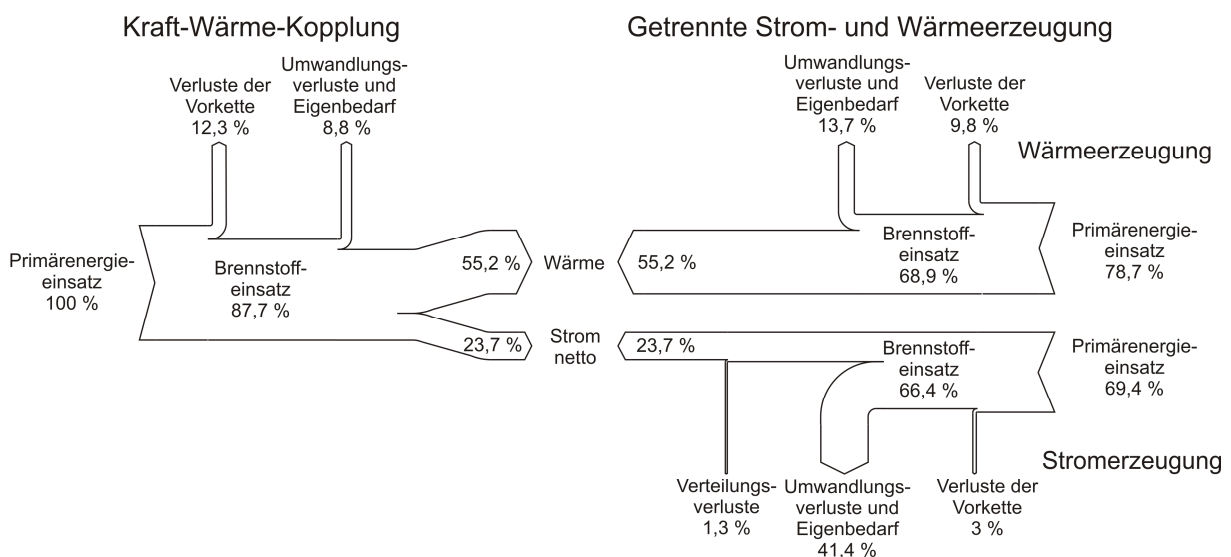 Kraft-Wärme-Kopplung
Verluste der
Vorkette
12,3 %
Umwandlungs-
verluste und
Eigenbedarf
8,8 %
Primärenergie-
einsatz
100 %
Brennstoff-
einsatz
87,7 %
55,2 %
23,7 %
Wärme
Strom
netto
Getrennte Strom- und Wärmeerzeugung
Umwandlungs-
verluste und
Eigenbedarf
13,7 %
Verluste der
Vorkette
9,8 %
Wärmeerzeugung
55,2 %
Brennstoff-
einsatz
68,9 %
Primärenergie-
einsatz
78,7 %
23,7 %
Brennstoff-
einsatz
66,4 %
Primärenergie-
einsatz
69,4 %
Stromerzeugung
Verteilungs-
verluste
1,3 %
Umwandlungs-
verluste und
Eigenbedarf
41,4 %
Verluste der
Vorkette
3 %